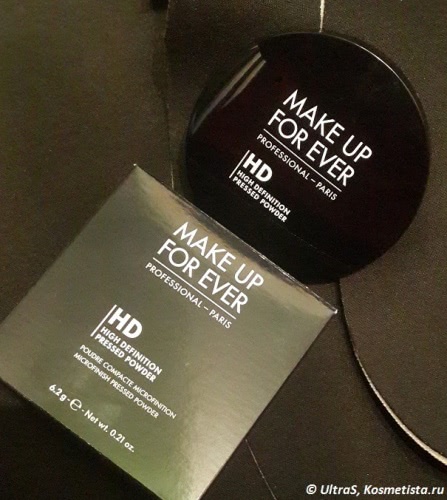 MAKE UP
FOR EVER
PROFESSIONAL – PARIS
HD
HIGH DEFINITION
PRESSED POWDER
MAKE UP
FOR EVER
PROFESSIONAL – PARIS
HD
HIGH DEFINITION
PRESSED POWDER
POUDRE COMPACTE MICROFINITION
MICROFINISH PRESSED POWDER
6.2g - ℮ - Net wt. 0.21 oz.
© UltraS, Kosmetista.ru